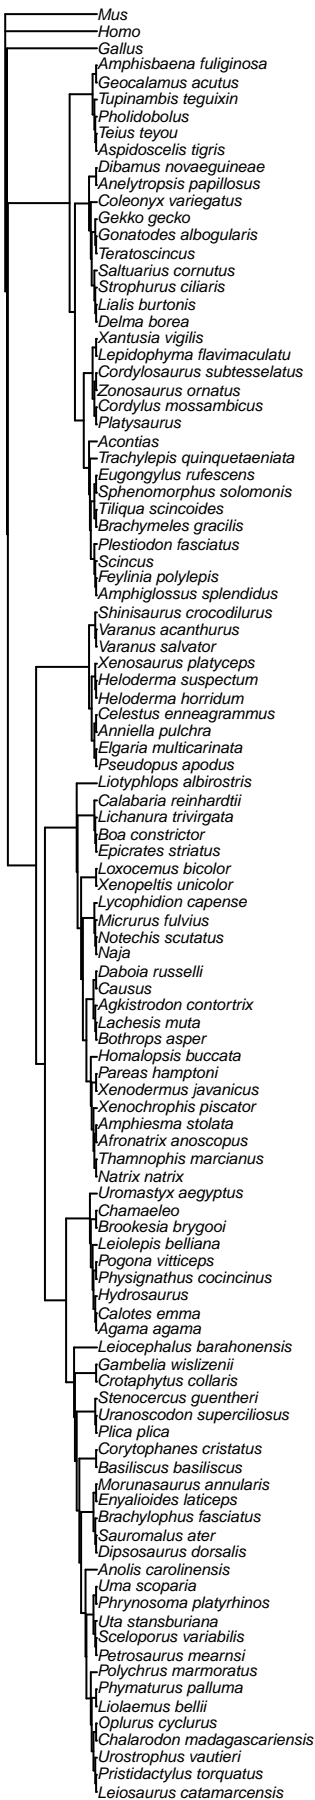 Mus
Homo
Gallus
Amphisbaena fuliginosa
Geocalamus acutus
Tupinambis teguixin
Pholidobolus
Teius teyou
Aspidoscelis tigris
Dibamus novaeguineae
Anelytropsis papillosus
Coleonyx variegatus
Gekko gecko
Gonatodes albogularis
Teratoscincus
Saltuarius cornutus
Strophurus ciliaris
Lialis burtonis
Delma borea
Xantusia vigilis
Lepidophyma flavimaculatu
Cordylosaurus subtesselatus
Zonosaurus ornatus
Cordylus mossambicus
Platysaurus
Acontias
Trachylepis quinquetaeniata
Eugongylus rufescens
Sphenomorphus solomonis
Tiliqua scincoides
Brachymeles gracilis
Plestiodon fasciatus
Scincus
Feylinia polylepis
Amphiglossus splendidus
Shinisaurus crocodilurus
Varanus acanthurus
Varanus salvator
Xenosaurus platyceps
Heloderma suspectum
Heloderma horridum
Celestus enneagrammus
Anniella pulchra
Elgaria multicarinata
Pseudopus apodus
Liotyphlops albirostris
Calabaria reinhardtii
Lichanura trivirgata
Boa constrictor
Epicrates striatus
Loxocemus bicolor
Xenopeltis unicolor
Lycophidion capense
Micrurus fulvius
Notechis scutatus
Naja
Daboia russelli
Causus
Agkistrodon contortrix
Lachesis muta
Bothrops asper
Homalopsis buccata
Pareas hamptoni
Xenodermus javanicus
Xenochrophis piscator
Amphiesma stolata
Afronatrix anoscopus
Thamnophis marcianus
Natrix natrix
Uromastyx aegyptus
Chamaeleo
Brookesia brygooi
Leiolepis belliana
Pogona vitticeps
Physignathus cocincinus
Hydrosaurus
Calotes emma
Agama agama
Leiocephalus barahonensis
Gambelia wislizenii
Crotaphytus collaris
Stenocercus guentheri
Uranoscodon superciliosus
Plica plica
Corytophanes cristatus
Basiliscus basiliscus
Morunasaurus annularis
Enyalioides laticeps
Brachylophus fasciatus
Sauromalus ater
Dipsosaurus dorsalis
Anolis carolinensis
Uma scoparia
Phrynosoma platyrhinos
Uta stansburiana
Sceloporus variabilis
Petrosaurus mearnsi
Polychrus marmoratus
Phymaturus palluma
Liolaemus bellii
Oplurus cyclurus
Chalarodon madagascariensis
Urostrophus vautieri
Pristidactylus torquatus
Leiosaurus catamarcensis